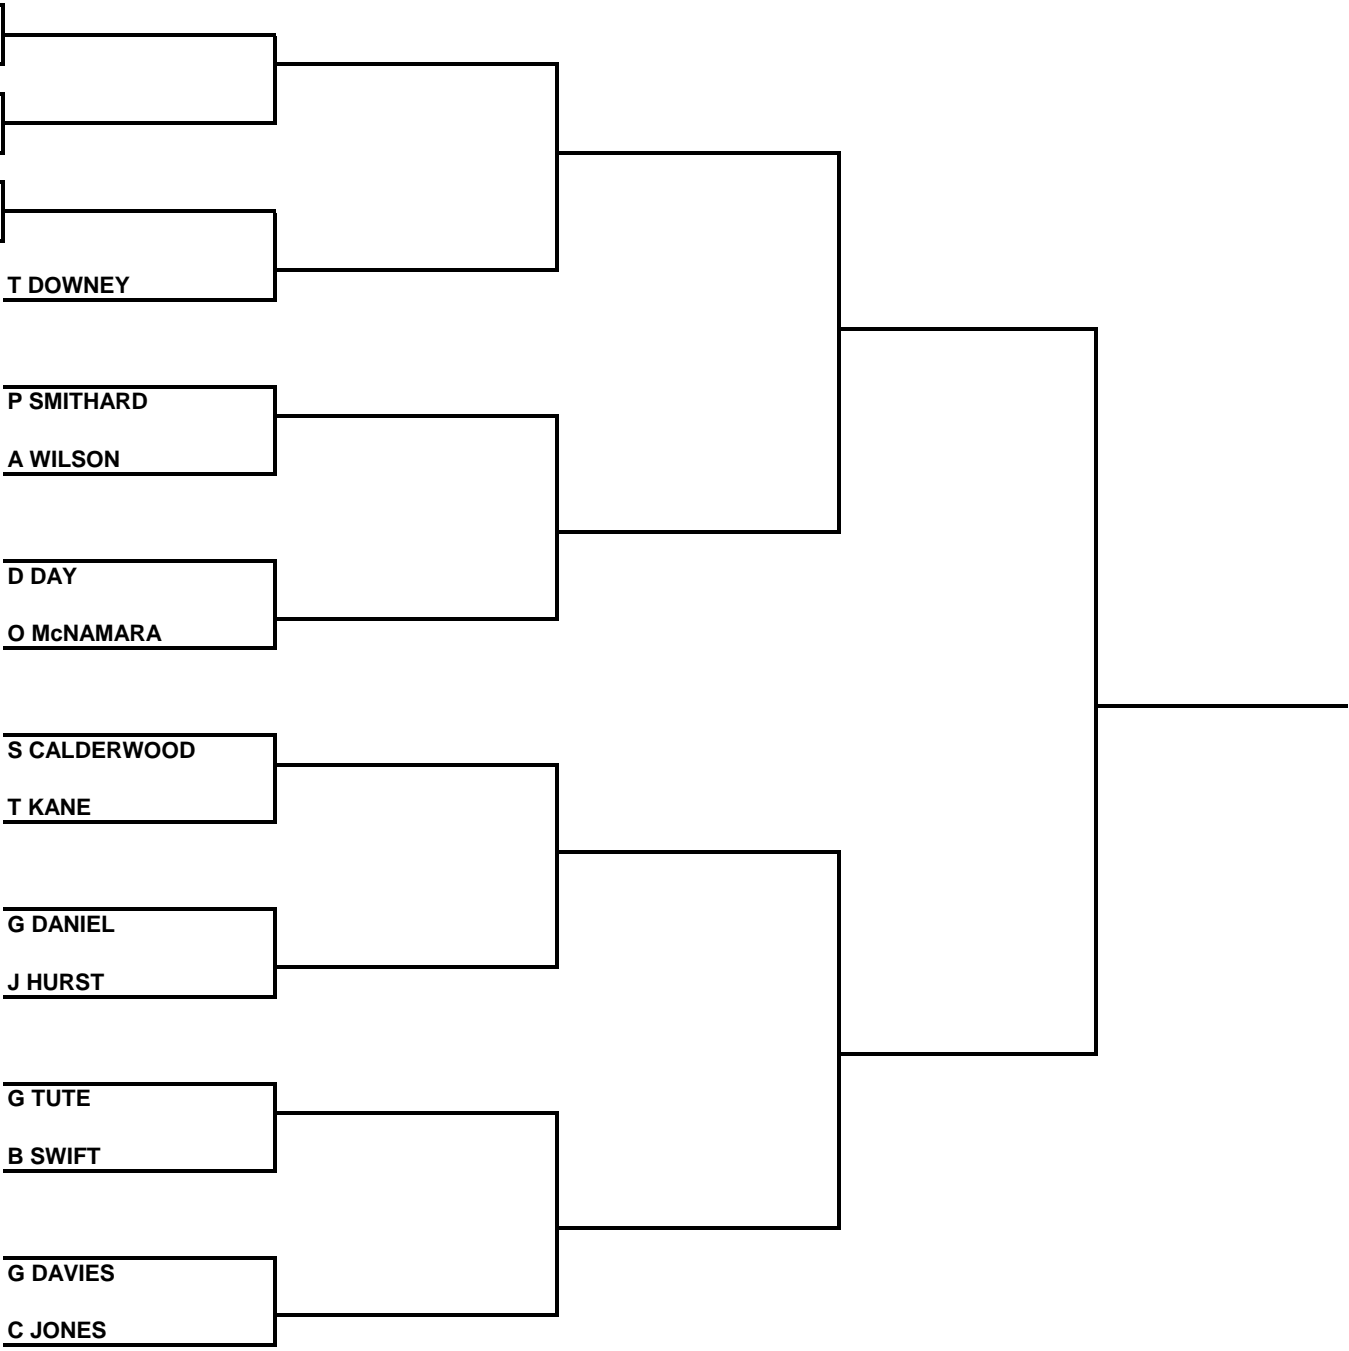 T DOWNEY
P SMITHARD
A WILSON
D DAY
O McNAMARA
S CALDERWOOD
T KANE
G DANIEL
J HURST
G TUTE
B SWIFT
G DAVIES
C JONES